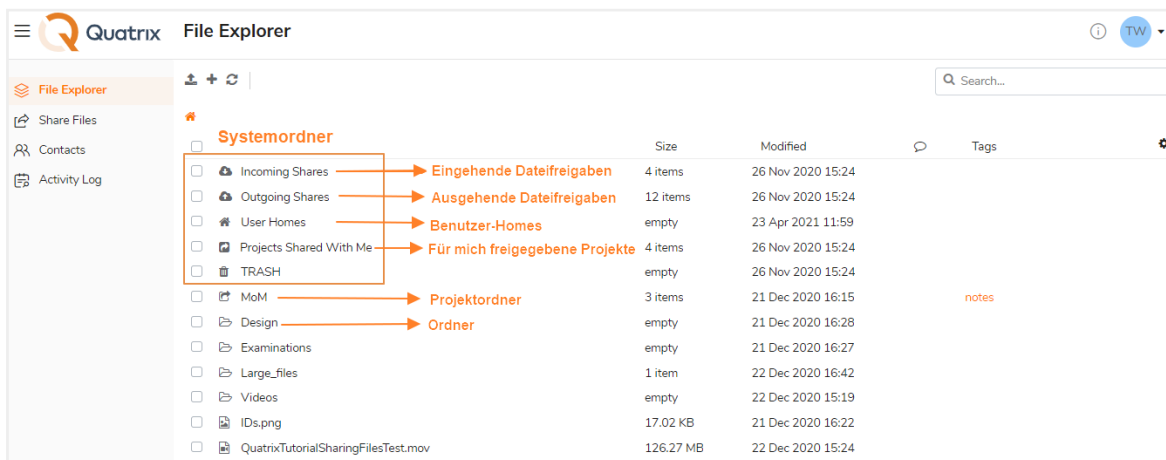 Quatrix File Explorer TW
File Explorer
Search...
Share Files
Contacts
Activity Log
Systemordner
Size Modified Tags
Incoming Shares Eingehende Dateifreigaben 4 items 26 Nov 2020 15:24
Outgoing Shares Ausgehende Dateifreigaben 12 items 26 Nov 2020 15:24
User Homes Benutzer-Homes empty 23 Apr 2021 11:59
Projects Shared With Me Für mich freigegebene Projekte 4 items 26 Nov 2020 15:24
TRASH empty 26 Nov 2020 15:24
MoM Projektordner 3 items 21 Dec 2020 16:15 notes
Design Ordner empty 21 Dec 2020 16:28
Examinations empty 21 Dec 2020 16:27
Large_files 1 item 22 Dec 2020 16:42
Videos empty 22 Dec 2020 15:19
IDs.png 17.02 KB 21 Dec 2020 16:22
QuatrixTutorialSharingFilesTest.mov 126.27 MB 22 Dec 2020 15:24